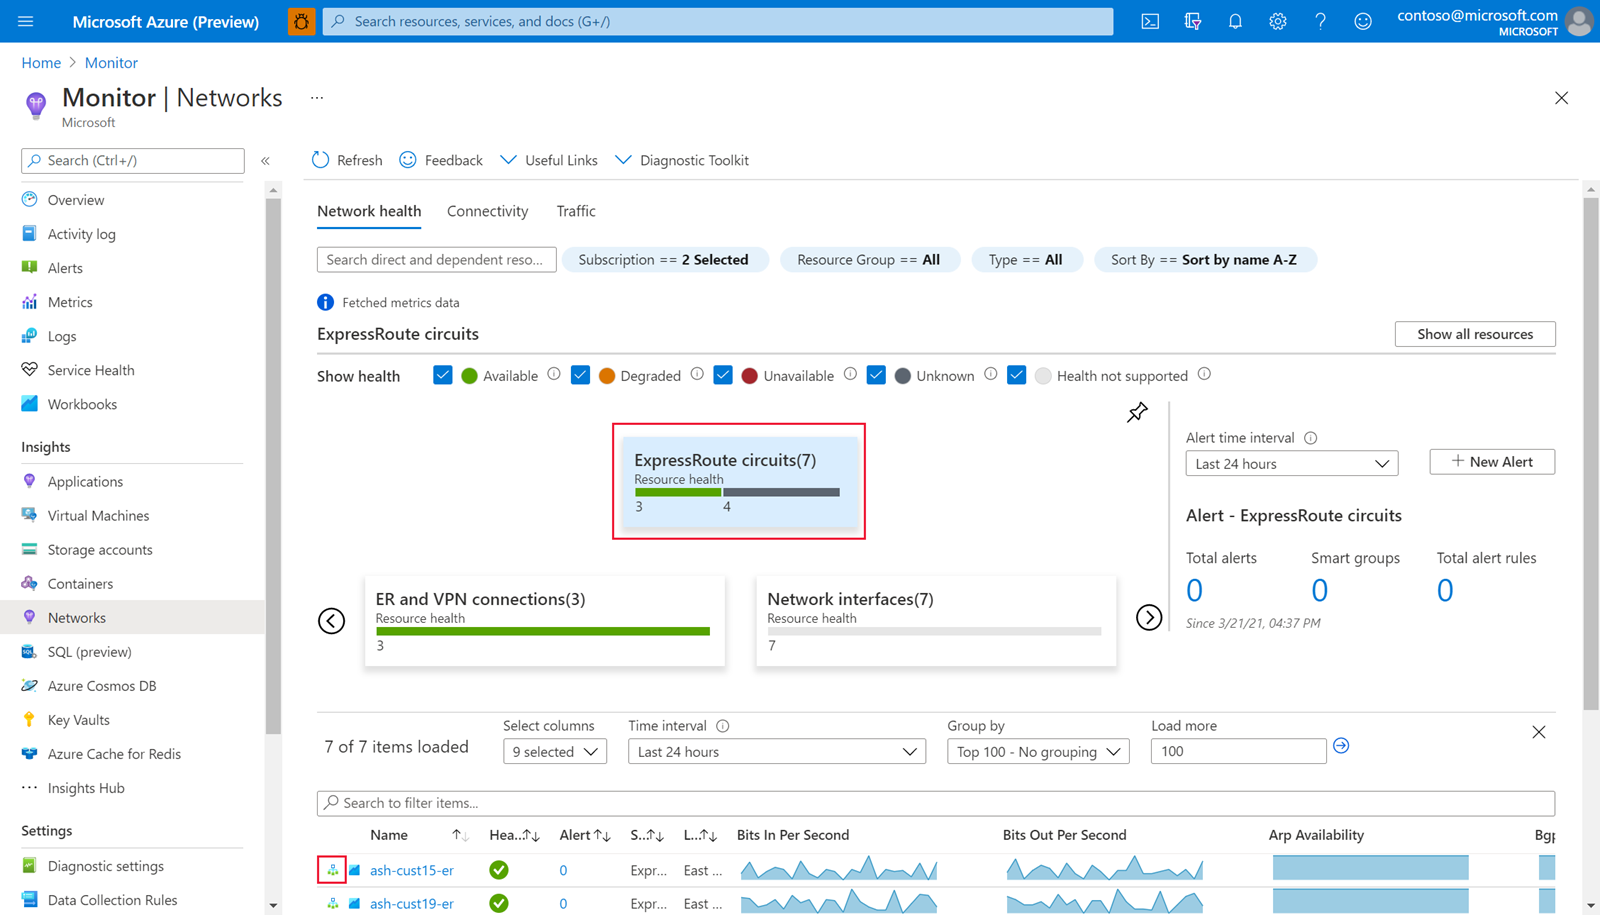 Microsoft Azure (Preview)
Search resources, services, and docs (G+/)
contoso@microsoft.com
MICROSOFT
Home > Monitor
Monitor | Networks ...
Microsoft
Search (Ctrl+/)
«
Refresh
Feedback
Useful Links
Diagnostic Toolkit
Overview
Activity log
Alerts
Metrics
Logs
Service Health
Workbooks
Insights
Applications
Virtual Machines
Storage accounts
Containers
Networks
SQL (preview)
Azure Cosmos DB
Key Vaults
Azure Cache for Redis
Insights Hub
Settings
Diagnostic settings
Data Collection Rules
Network health
Connectivity
Traffic
Search direct and dependent reso...
Subscription == 2 Selected
Resource Group == All
Type == All
Sort By == Sort by name A-Z
Fetched metrics data
ExpressRoute circuits
Show all resources
Show health
Available
Degraded
Unavailable
Unknown
Health not supported
ExpressRoute circuits(7)
Resource health
3 4
ER and VPN connections(3)
Resource health
3
Network interfaces(7)
Resource health
7
Alert time interval
Last 24 hours
+ New Alert
Alert - ExpressRoute circuits
Total alerts
Smart groups
Total alert rules
0 0 0
Since 3/21/21, 04:37 PM
7 of 7 items loaded
Select columns
9 selected
Time interval
Last 24 hours
Group by
Top 100 - No grouping
Load more
100
Search to filter items...
Name ↑↓ Hea...↑↓ Alert↑↓ S...↑↓ L...↑↓ Bits In Per Second Bits Out Per Second Arp Availability Bgp
ash-cust15-er 0 Expr... East ...
ash-cust19-er 0 Expr... East ...